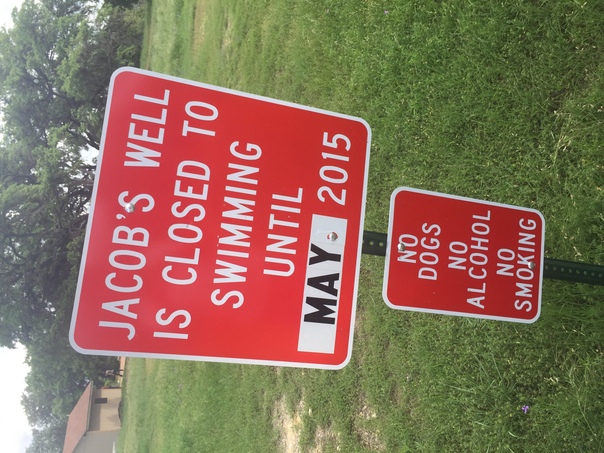 JACOB'S WELL
IS CLOSED TO
SWIMMING
UNTIL
MAY 2015
NO
DOGS
NO
ALCOHOL
NO
SMOKING